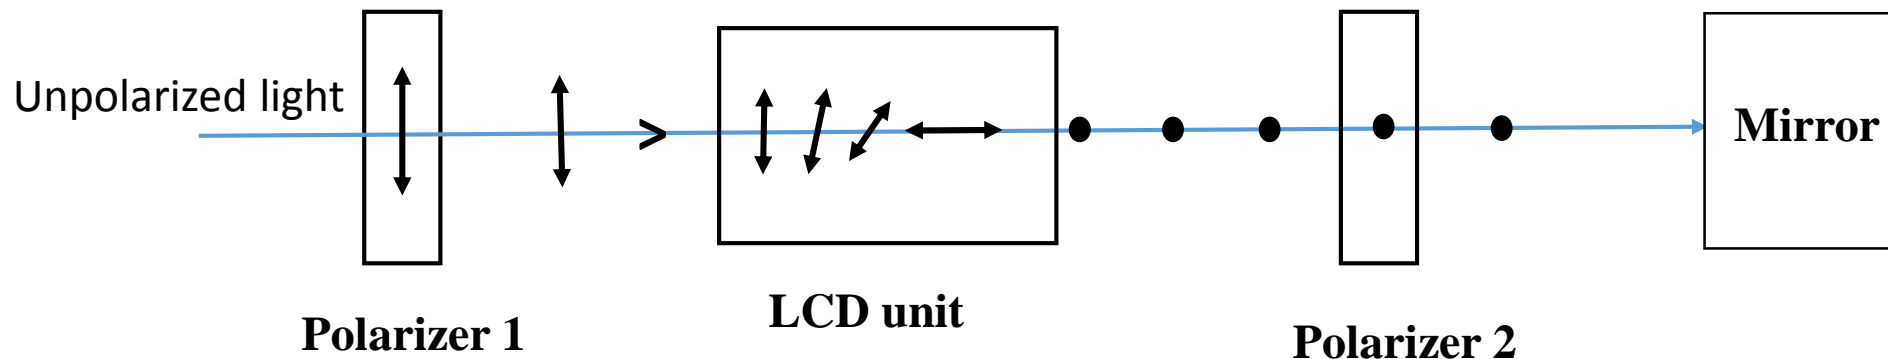 Unpolarized light
Mirror
LCD unit
Polarizer 1
Polarizer 2